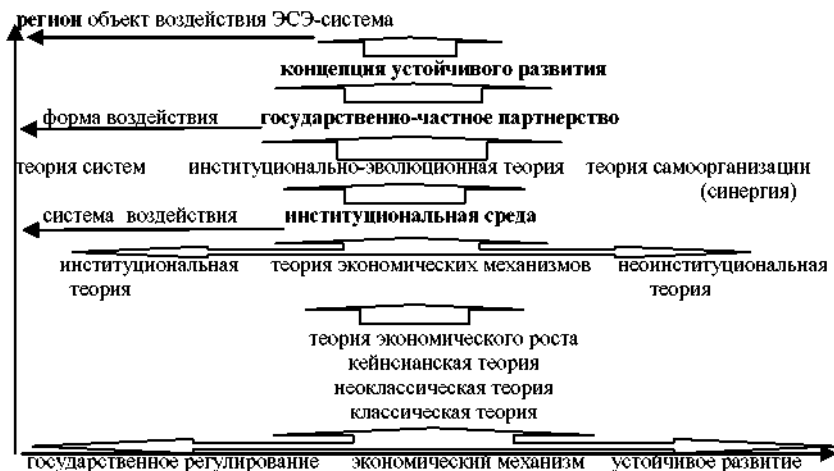 регион объект воздействия ЭСЭ-система
концепция устойчивого развития
форма воздействия государственно-частное партнерство
теория систем институционально-эволюционная теория теория самоорганизации
(синергия)
система воздействия институциональная среда
институциональная теория экономических механизмов неоинституциональная
теория теория
теория экономического роста
кейнсианская теория
неоклассическая теория
классическая теория
государственное регулирование экономический механизм устойчивое развитие